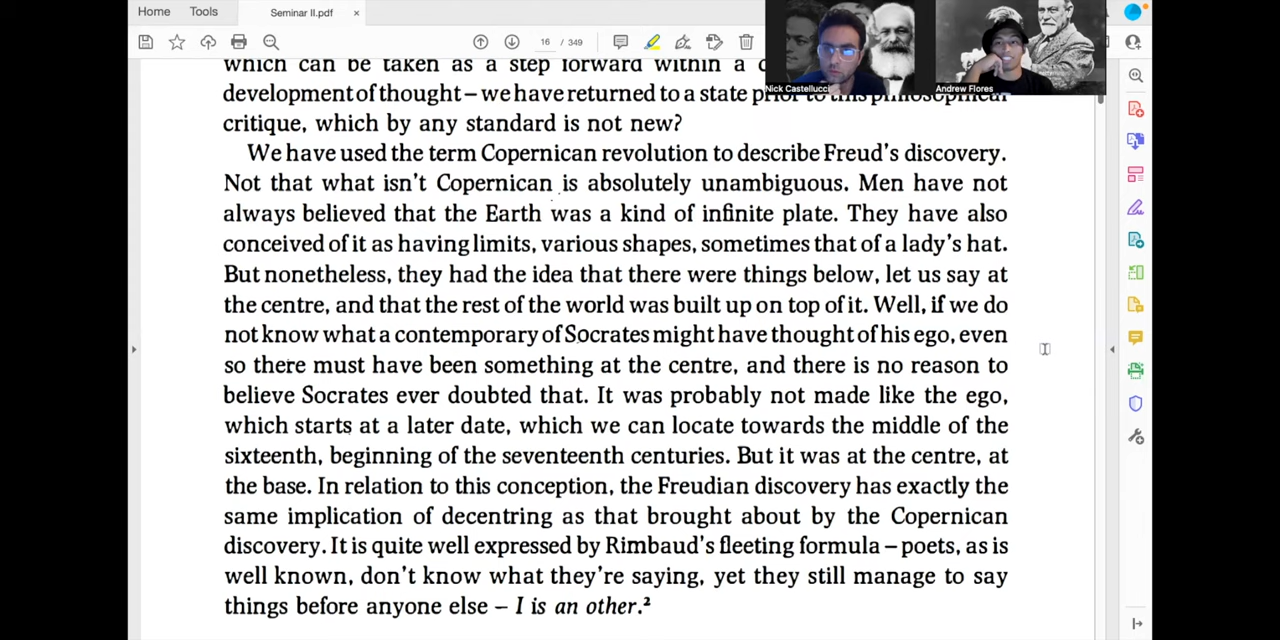 Home Tools Seminar II.pdf ×
16 / 349
which can be taken as a step forward within a
development of thought – we have returned to a state prior to this philosophical
critique, which by any standard is not new?
We have used the term Copernican revolution to describe Freud's discovery.
Not that what isn't Copernican is absolutely unambiguous. Men have not
always believed that the Earth was a kind of infinite plate. They have also
conceived of it as having limits, various shapes, sometimes that of a lady's hat.
But nonetheless, they had the idea that there were things below, let us say at
the centre, and that the rest of the world was built up on top of it. Well, if we do
not know what a contemporary of Socrates might have thought of his ego, even
so there must have been something at the centre, and there is no reason to
believe Socrates ever doubted that. It was probably not made like the ego,
which starts at a later date, which we can locate towards the middle of the
sixteenth, beginning of the seventeenth centuries. But it was at the centre, at
the base. In relation to this conception, the Freudian discovery has exactly the
same implication of decentring as that brought about by the Copernican
discovery. It is quite well expressed by Rimbaud's fleeting formula – poets, as is
well known, don't know what they're saying, yet they still manage to say
things before anyone else – I is an other.²
Nick Castellucci
Andrew Flores